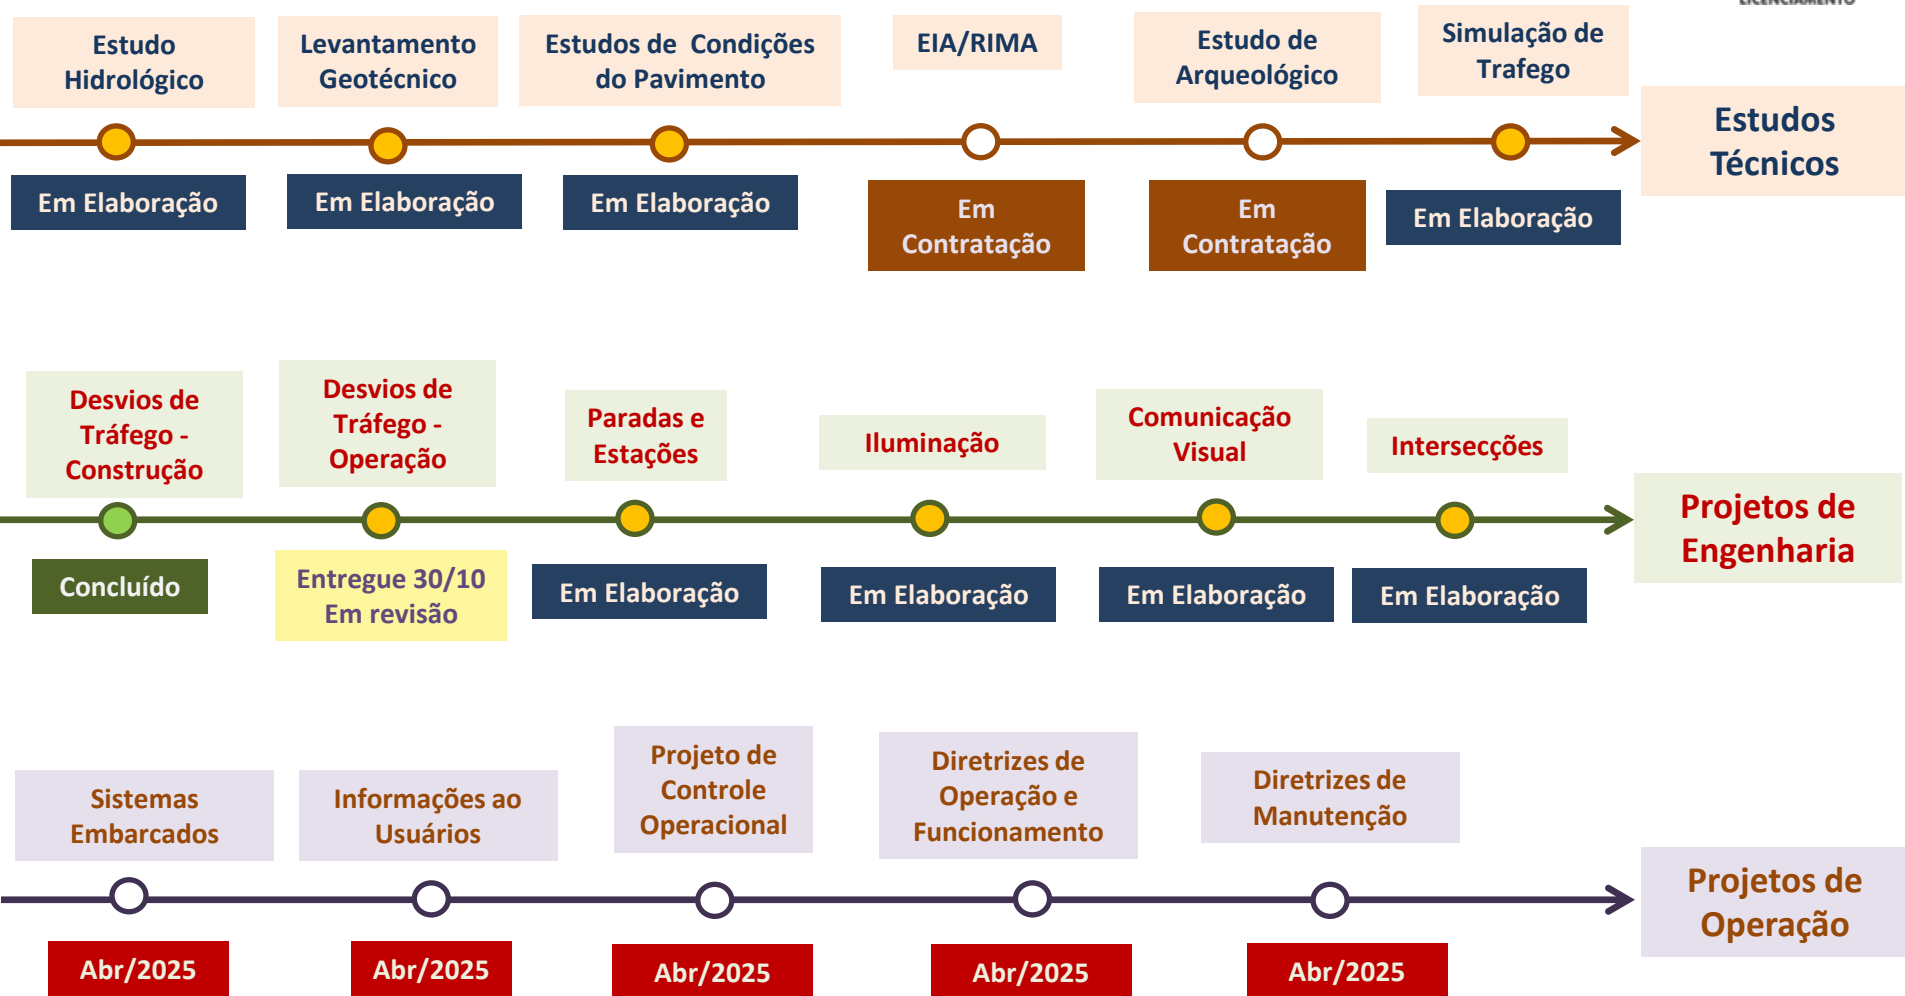 LICENCIAMENTO
Estudo
Hidrológico
Levantamento
Geotécnico
Estudos de Condições
do Pavimento
EIA/RIMA
Estudo de
Arqueológico
Simulação de
Trafego
Estudos
Técnicos
Em Elaboração
Em Elaboração
Em Elaboração
Em
Contratação
Em
Contratação
Em Elaboração
Desvios de
Tráfego -
Construção
Desvios de
Tráfego -
Operação
Paradas e
Estações
Iluminação
Comunicação
Visual
Intersecções
Projetos de
Engenharia
Concluído
Entregue 30/10
Em revisão
Em Elaboração
Em Elaboração
Em Elaboração
Em Elaboração
Sistemas
Embarcados
Informações ao
Usuários
Projeto de
Controle
Operacional
Diretrizes de
Operação e
Funcionamento
Diretrizes de
Manutenção
Projetos de
Operação
Abr/2025
Abr/2025
Abr/2025
Abr/2025
Abr/2025